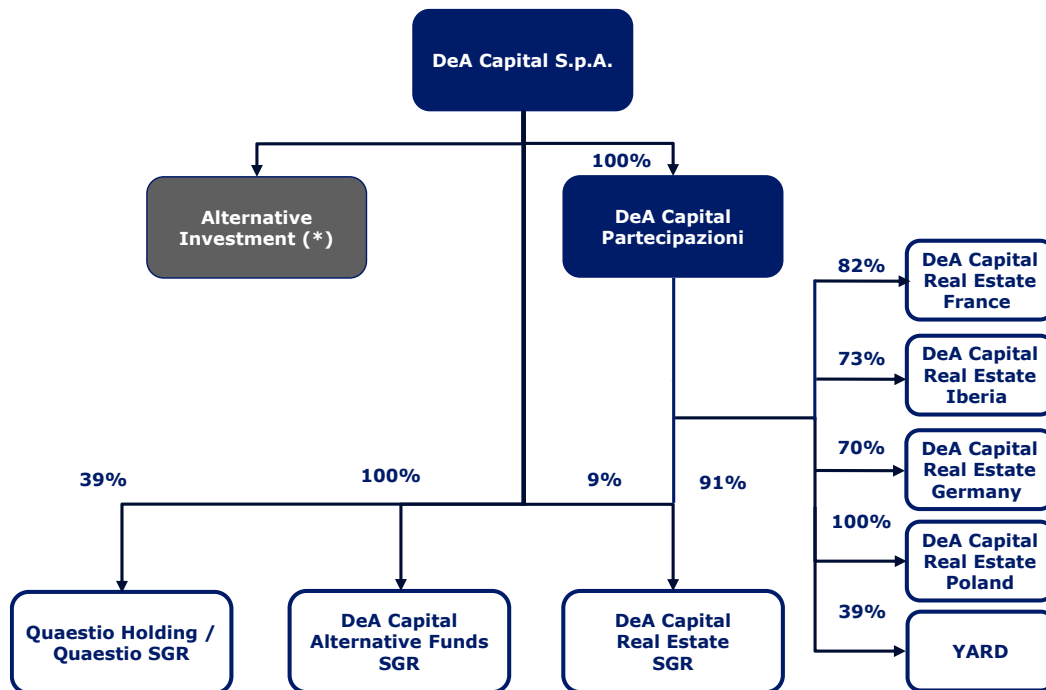 DeA Capital S.p.A.
100%
Alternative
Investment (*)
DeA Capital
Partecipazioni
82%
DeA Capital
Real Estate
France
73%
DeA Capital
Real Estate
Iberia
70%
DeA Capital
Real Estate
Germany
39%
100%
9%
91%
100%
DeA Capital
Real Estate
Poland
39%
YARD
Quaestio Holding /
Quaestio SGR
DeA Capital
Alternative Funds
SGR
DeA Capital
Real Estate
SGR